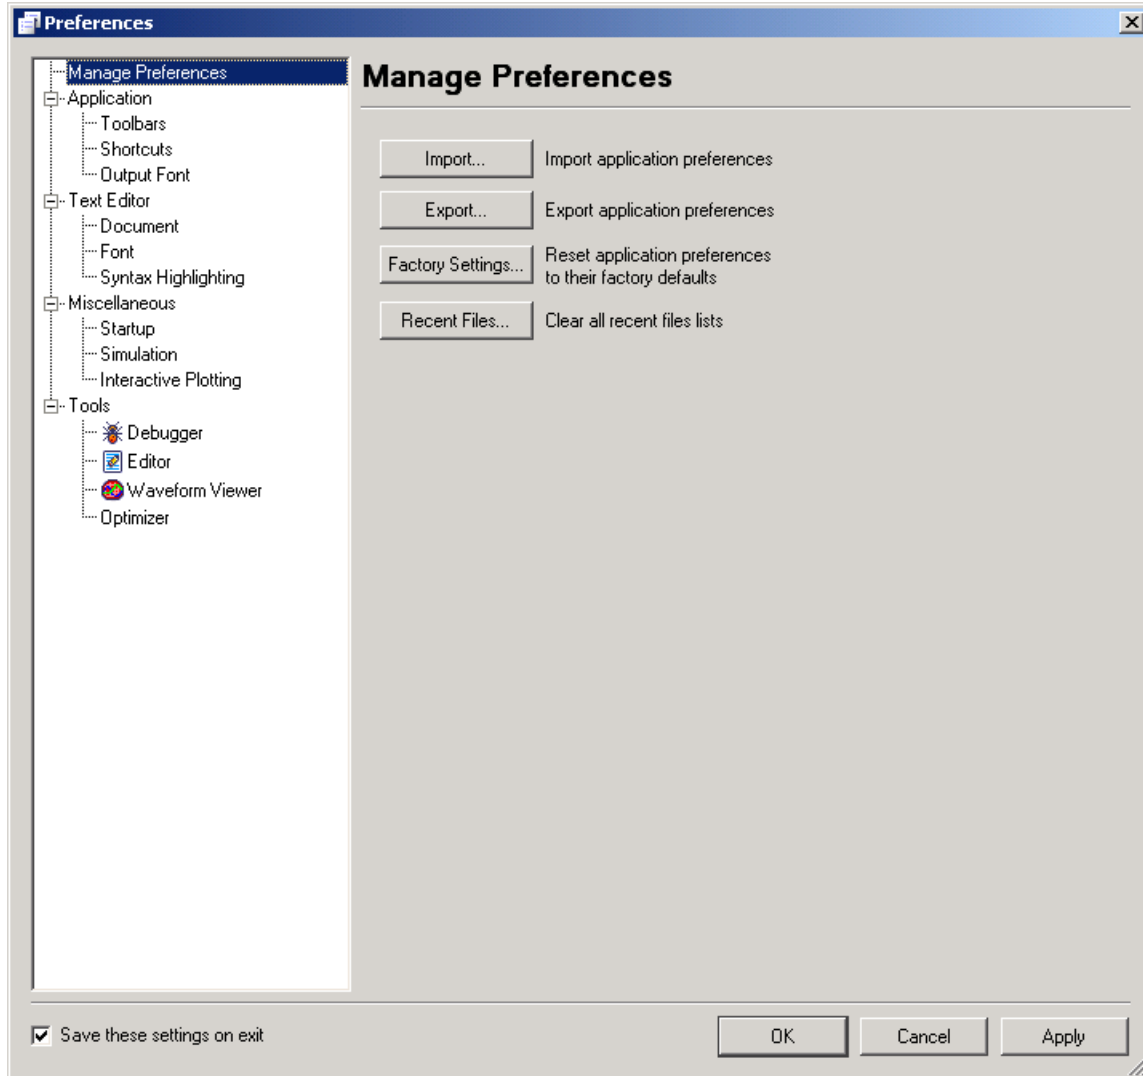 Preferences
Manage Preferences
Application
Toolbars
Shortcuts
Output Font
Text Editor
Document
Font
Syntax Highlighting
Miscellaneous
Startup
Simulation
Interactive Plotting
Tools
Debugger
Editor
Waveform Viewer
Optimizer
Manage Preferences
Import... Import application preferences
Export... Export application preferences
Factory Settings... Reset application preferences
to their factory defaults
Recent Files... Clear all recent files lists
Save these settings on exit
OK Cancel Apply